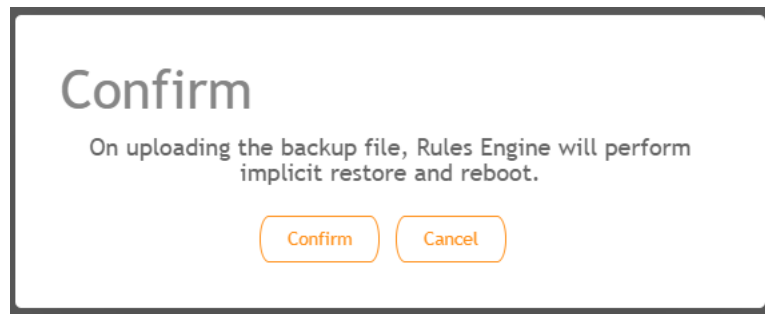 Confirm
On uploading the backup file, Rules Engine will perform
implicit restore and reboot.
Confirm
Cancel